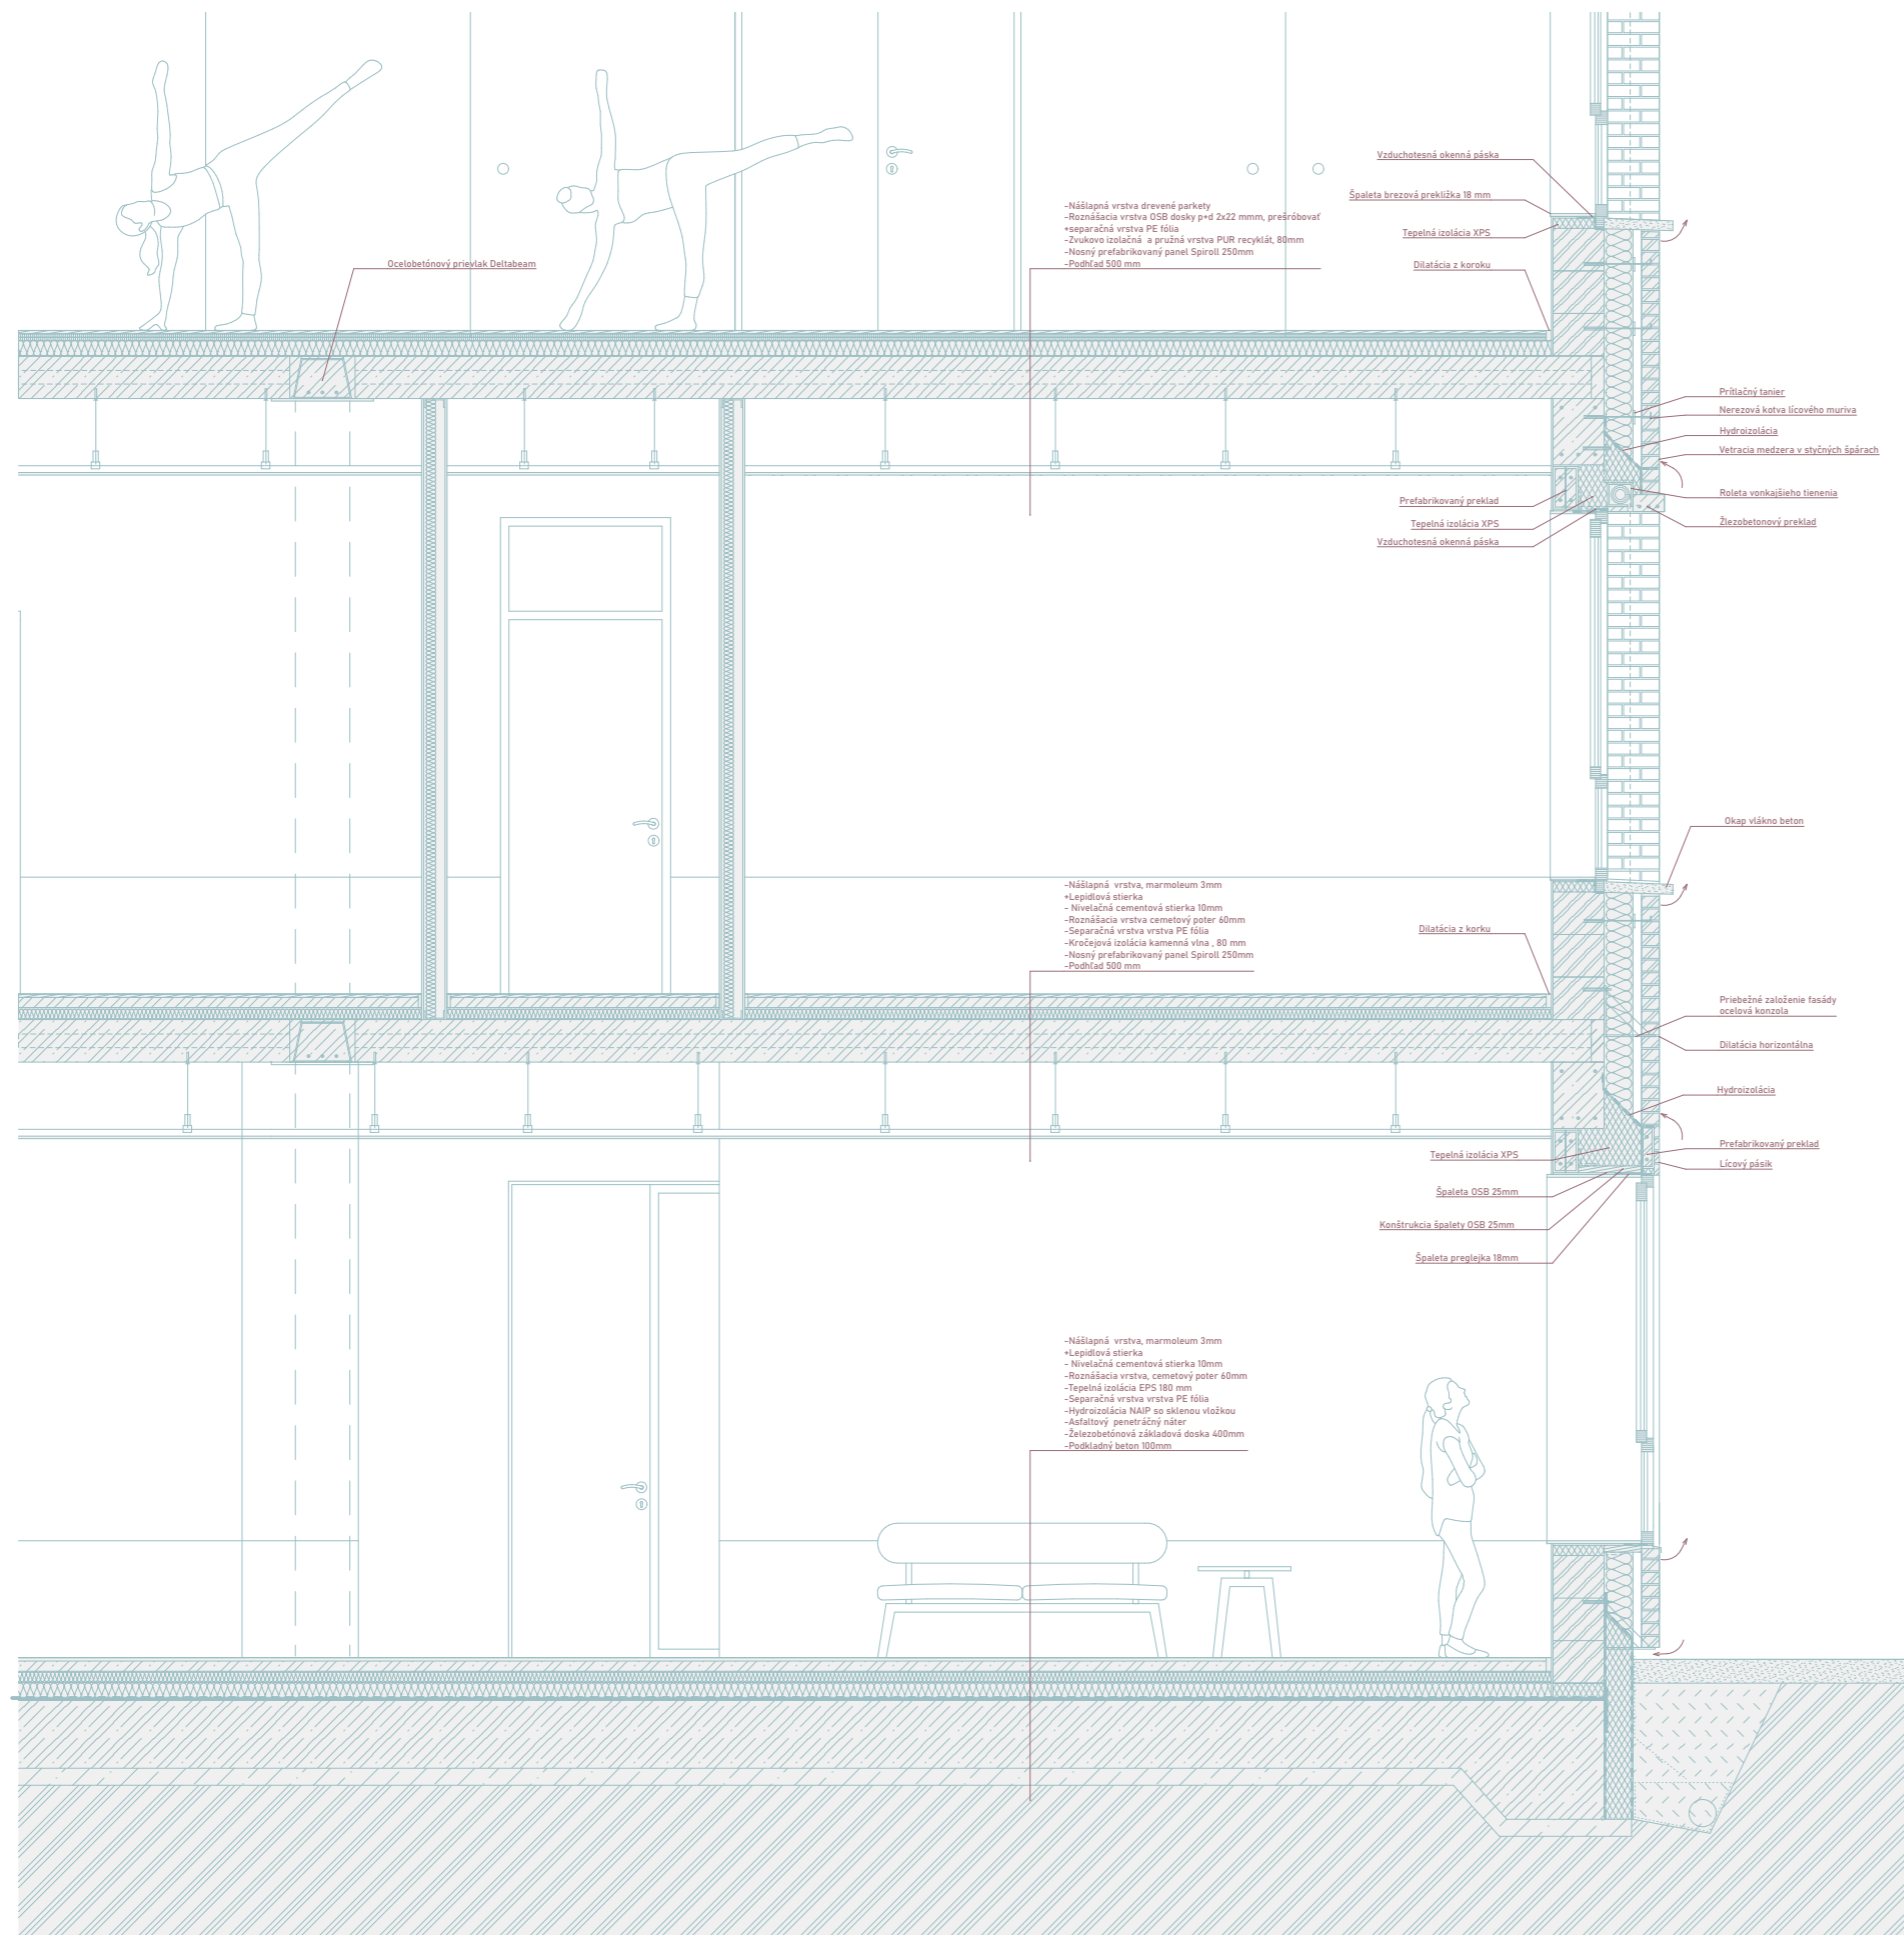 Vzduchotesná okenná páska
Špaleta brezová prekližka 18 mm
Tepelná izolácia XPS
Dilatácia z koroku
-Nášlapná vrstva drevené parkety
-Roznášacia vrstva OSB dosky p+d 2x22 mmm, prešróbovať
+separačná vrstva PE fólia
-Zvukovo izolačná a pružná vrstva PUR recyklát, 80mm
-Nosný prefabrikovaný panel Spiroll 250mm
-Podhľad 500 mm
Ocelobetónový prievlak Deltabeam
Prítlačný tanier
Nerezová kotva lícového muriva
Hydroizolácia
Vetracia medzera v styčných špárach
Roleta vonkajšieho tienenia
Žlezobetonový preklad
Prefabrikovaný preklad
Tepelná izolácia XPS
Vzduchotesná okenná páska
Okap vlákno beton
-Nášlapná vrstva, marmoleum 3mm
+Lepidlová stierka
- Nivelačná cementová stierka 10mm
-Roznášacia vrstva cemetový poter 60mm
-Separačná vrstva vrstva PE fólia
-Kročejová izolácia kamenná vlna , 80 mm
-Nosný prefabrikovaný panel Spiroll 250mm
-Podhľad 500 mm
Dilatácia z korku
Priebežné založenie fasády
ocelová konzola
Dilatácia horizontálna
Hydroizolácia
Prefabrikovaný preklad
Lícový pásik
Tepelná izolácia XPS
Špaleta OSB 25mm
Konštrukcia špalety OSB 25mm
Špaleta preglejka 18mm
-Nášlapná vrstva, marmoleum 3mm
+Lepidlová stierka
- Nivelačná cementová stierka 10mm
-Roznášacia vrstva, cemetový poter 60mm
-Tepelná izolácia EPS 180 mm
-Separačná vrstva vrstva PE fólia
-Hydroizolácia NAIP so sklenou vložkou
-Asfaltový penetráčný náter
-Železobetónová základová doska 400mm
-Podkladný beton 100mm